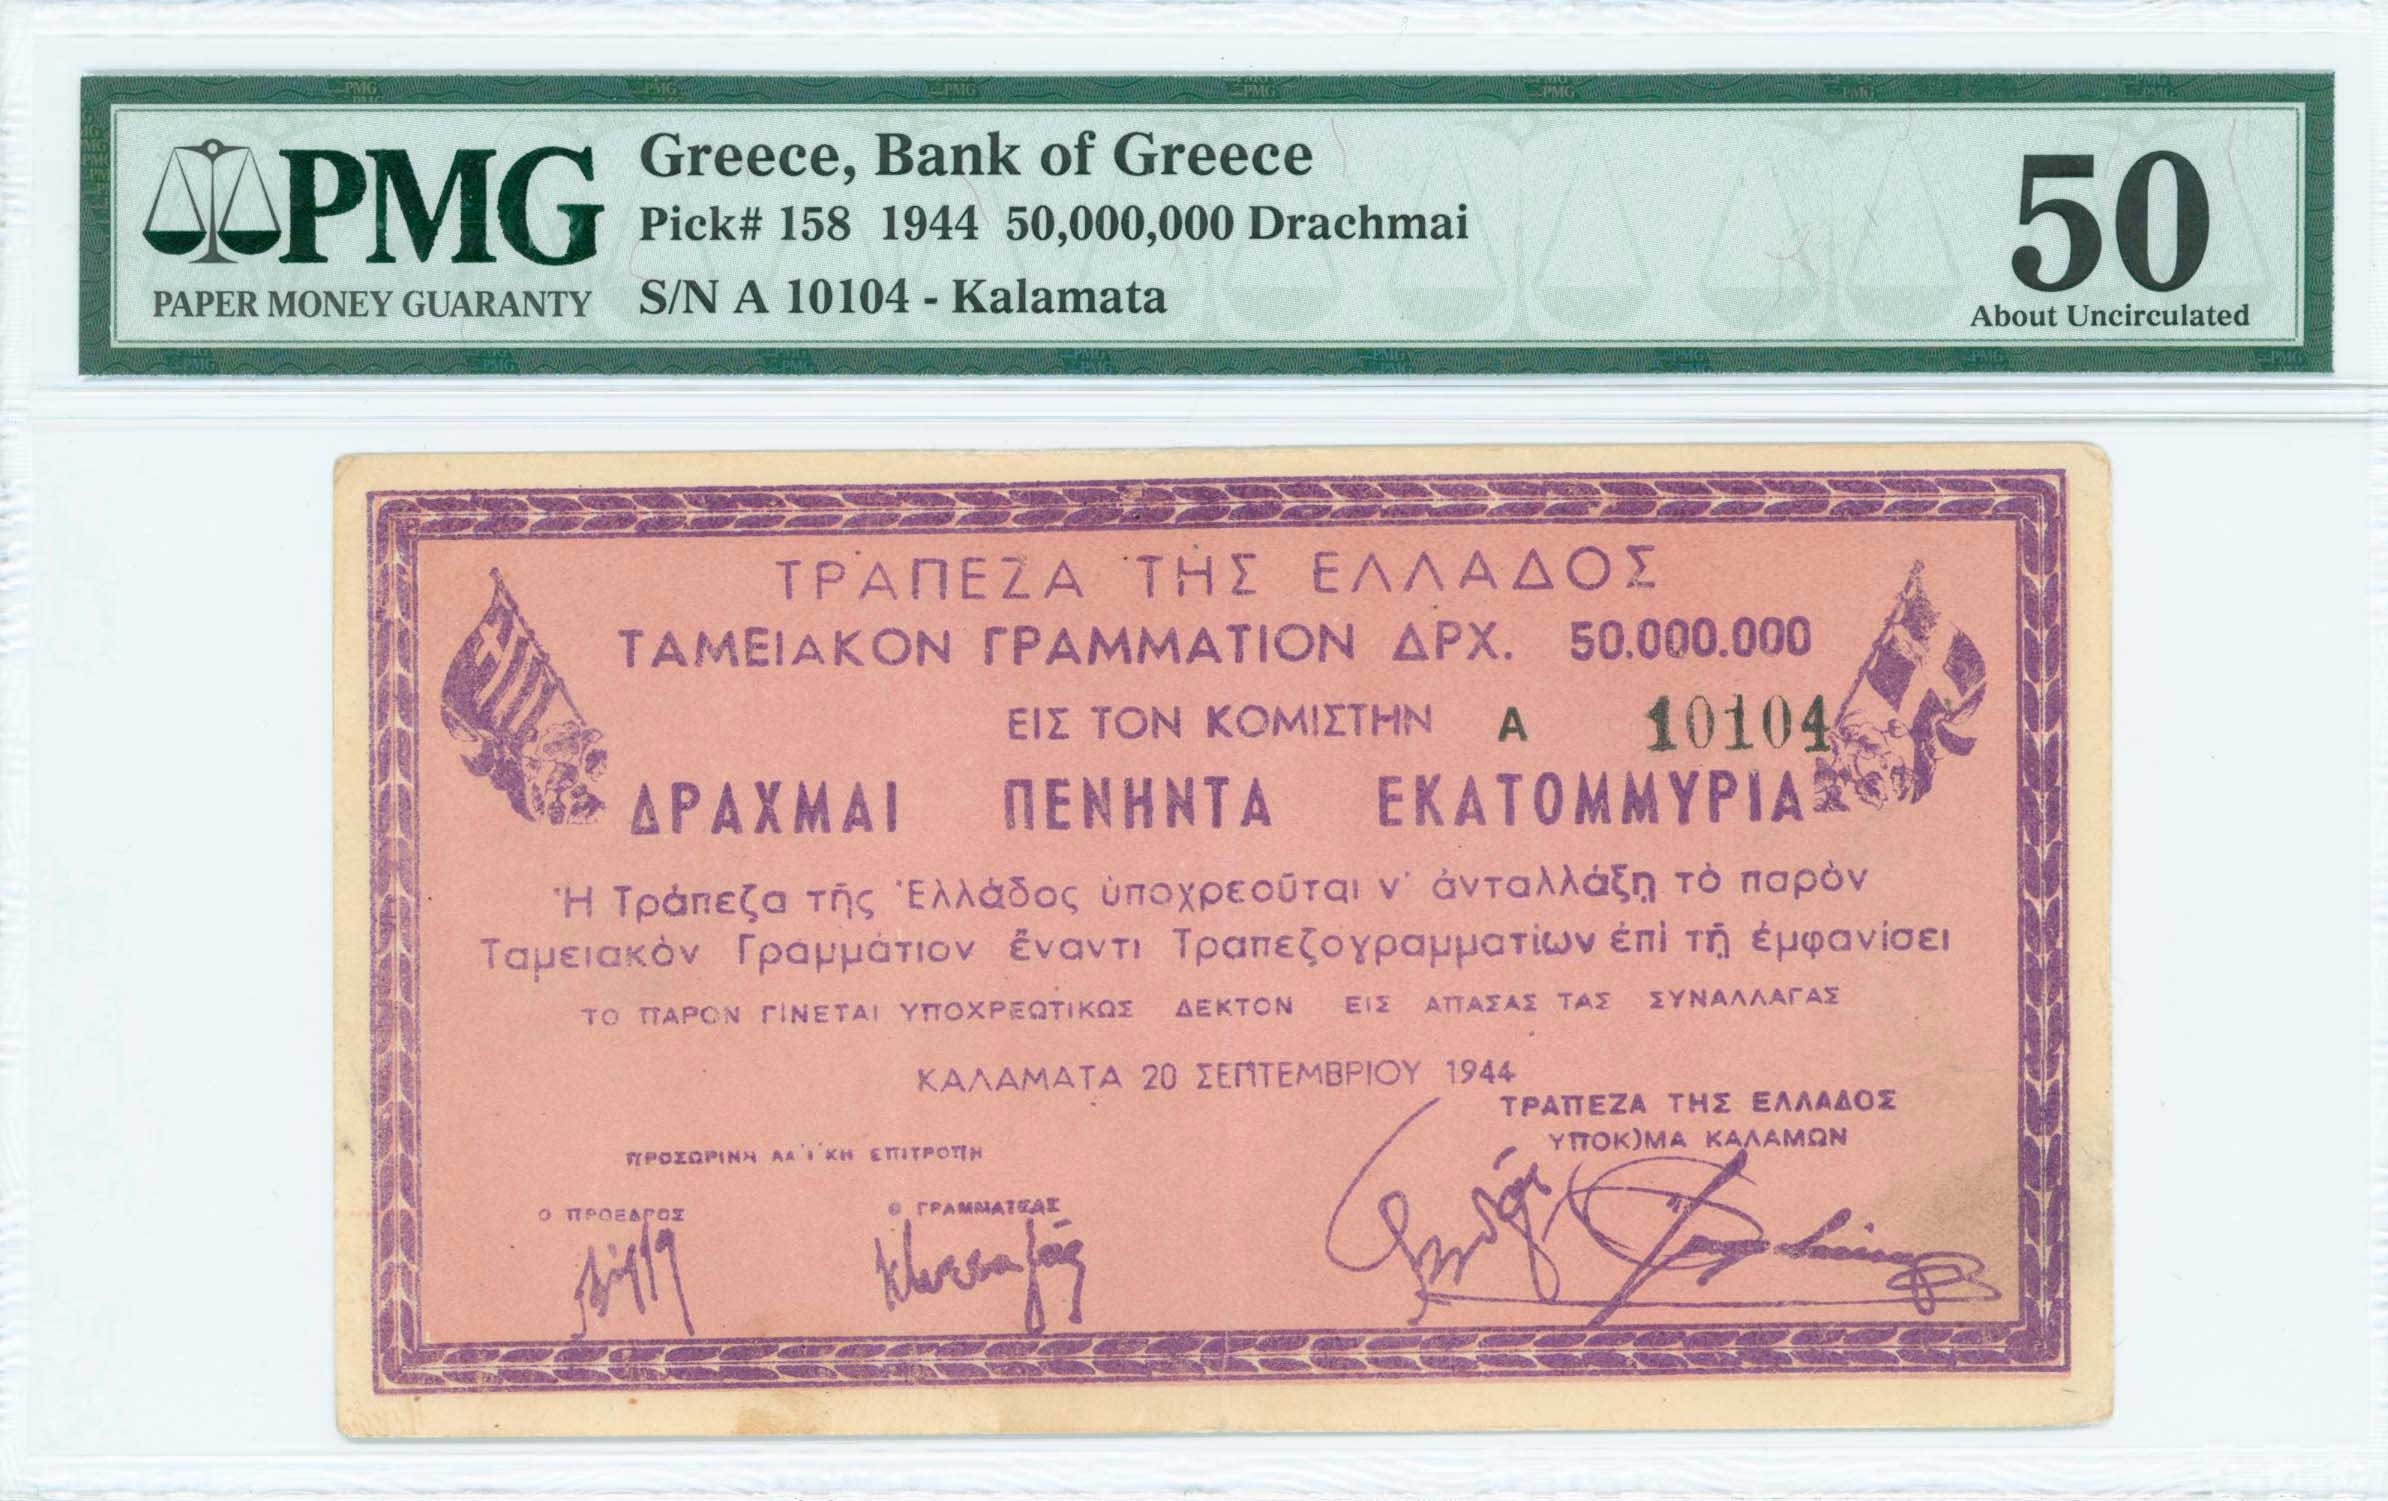 PMG
PAPER MONEY GUARANTY
Greece, Bank of Greece
Pick# 158 1944 50,000,000 Drachmai
S/N A 10104 - Kalamata
50
About Uncirculated
ΤΡΑΠΕΖΑ ΤΗΣ ΕΛΛΑΔΟΣ
ΤΑΜΕΙΑΚΟΝ ΓΡΑΜΜΑΤΙΟΝ ΔΡΧ. 50.000.000
ΕΙΣ ΤΟΝ ΚΟΜΙΣΤΗΝ Α 10104
ΔΡΑΧΜΑΙ ΠΕΝΗΝΤΑ ΕΚΑΤΟΜΜΥΡΙΑ
Ἡ Τράπεζα τῆς Ἑλλάδος ὑποχρεοῦται ν' ἀνταλλάξῃ τὸ παρὸν
Ταμειακὸν Γραμμάτιον ἔναντι Τραπεζογραμματίων ἐπὶ τῇ ἐμφανίσει
ΤΟ ΠΑΡΟΝ ΓΙΝΕΤΑΙ ΥΠΟΧΡΕΩΤΙΚΩΣ ΔΕΚΤΟΝ ΕΙΣ ΑΠΑΣΑΣ ΤΑΣ ΣΥΝΑΛΛΑΓΑΣ
ΚΑΛΑΜΑΤΑ 20 ΣΕΠΤΕΜΒΡΙΟΥ 1944
ΤΡΑΠΕΖΑ ΤΗΣ ΕΛΛΑΔΟΣ
ΥΠΟΚ)ΜΑ ΚΑΛΑΜΩΝ
ΠΡΟΣΩΡΙΝΗ ΛΑΪΚΗ ΕΠΙΤΡΟΠΗ
Ο ΠΡΟΕΔΡΟΣ
Ο ΓΡΑΜΜΑΤΕΑΣ